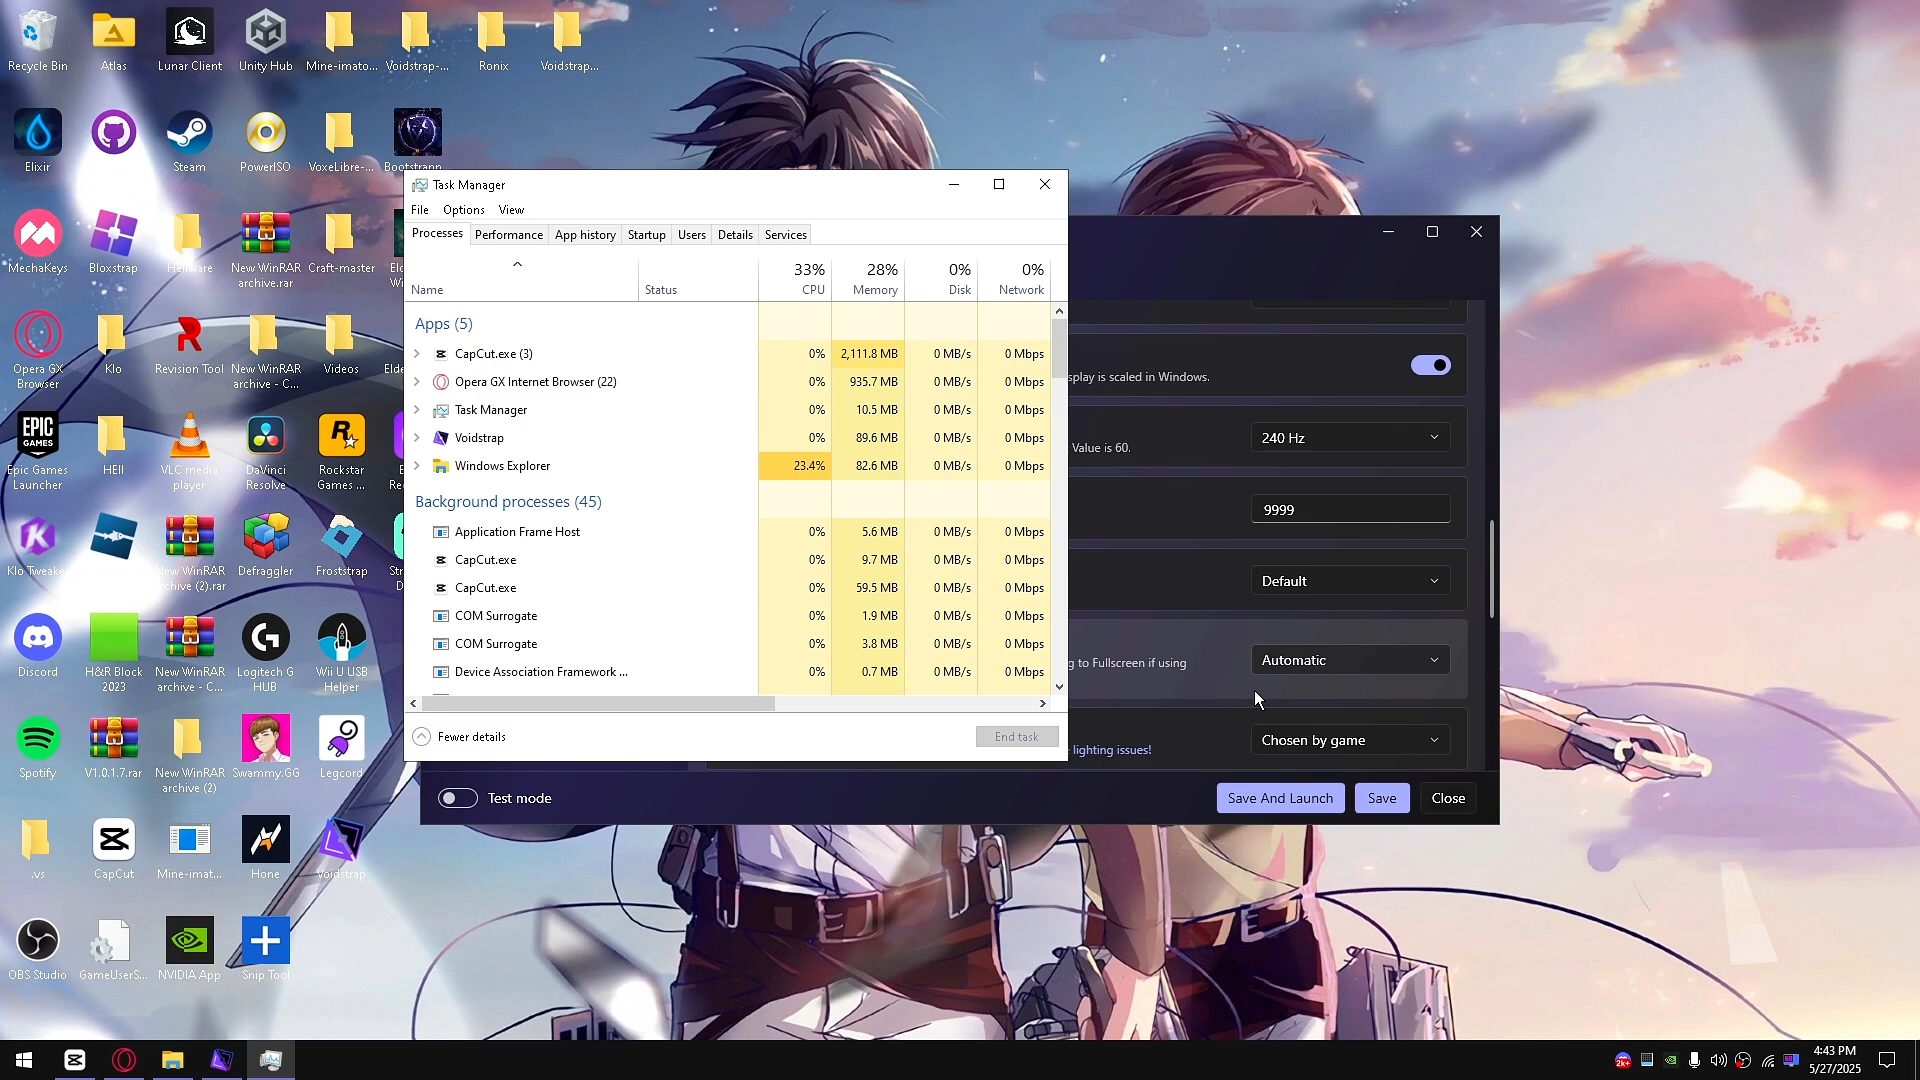 Recycle Bin
Atlas
Lunar Client
Unity Hub
Mine-imato...
Voidstrap-...
Ronix
Voidstrap...
Elixir
Steam
PowerISO
VoxeLibre-...
Bootstrapp
MechaKeys
Bloxstrap
New WinRAR
archive.rar
Craft-master
Opera GX
Browser
Klo
Revision Tool
New WinRAR
archive - C...
Videos
EPIC
GAMES
Epic Games
Launcher
HEll
VLC media
player
DaVinci
Resolve
Rockstar
Games ...
Klo Tweake
New WinRAR
archive (2).rar
Defraggler
Froststrap
Discord
H&R Block
2023
New WinRAR
archive - C...
Logitech G
HUB
Wii U USB
Helper
Spotify
V1.0.1.7.rar
New WinRAR
archive (2)
Swammy.GG
Legcord
.vs
CapCut
Mine-imat...
Hone
Voidstrap
OBS Studio
GameUserS...
NVIDIA App
Snip Tool
Task Manager
File Options View
Processes Performance App history Startup Users Details Services
33% 28% 0% 0%
Name Status CPU Memory Disk Network
Apps (5)
CapCut.exe (3) 0% 2,111.8 MB 0 MB/s 0 Mbps
Opera GX Internet Browser (22) 0% 935.7 MB 0 MB/s 0 Mbps
Task Manager 0% 10.5 MB 0 MB/s 0 Mbps
Voidstrap 0% 89.6 MB 0 MB/s 0 Mbps
Windows Explorer 23.4% 82.6 MB 0 MB/s 0 Mbps
Background processes (45)
Application Frame Host 0% 5.6 MB 0 MB/s 0 Mbps
CapCut.exe 0% 9.7 MB 0 MB/s 0 Mbps
CapCut.exe 0% 59.5 MB 0 MB/s 0 Mbps
COM Surrogate 0% 1.9 MB 0 MB/s 0 Mbps
COM Surrogate 0% 3.8 MB 0 MB/s 0 Mbps
Device Association Framework ... 0% 0.7 MB 0 MB/s 0 Mbps
Fewer details
End task
splay is scaled in Windows.
Value is 60.
240 Hz
9999
Default
g to Fullscreen if using
Automatic
lighting issues!
Chosen by game
Test mode
Save And Launch
Save
Close
4:43 PM
5/27/2025